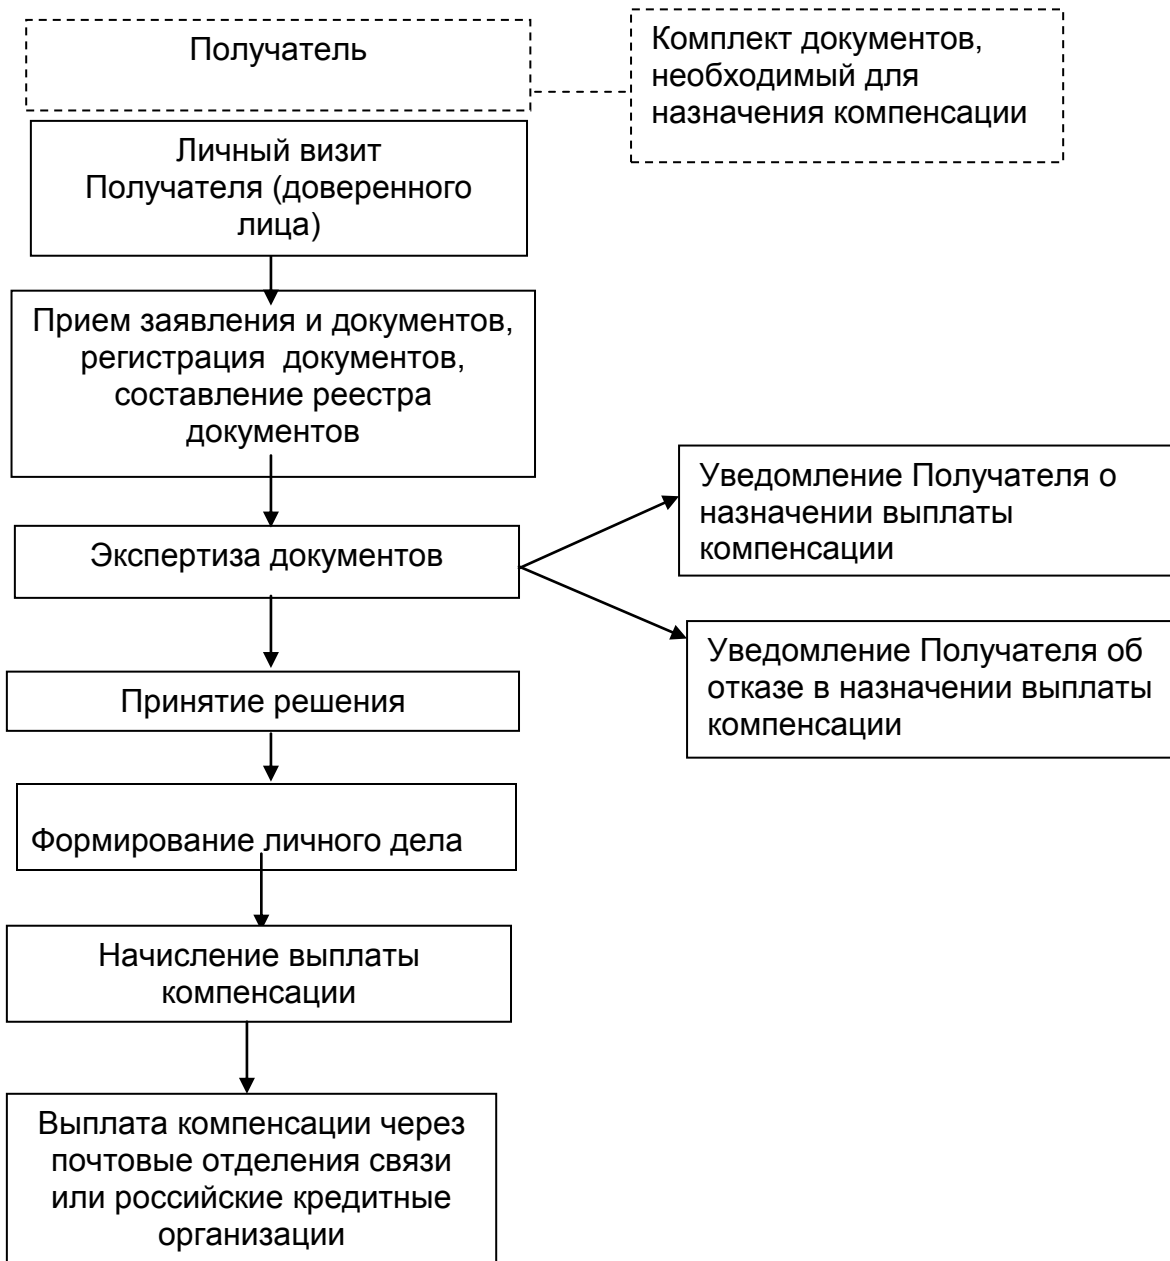 Получатель
Комплект документов,
необходимый для
назначения компенсации
Личный визит
Получателя (доверенного
лица)
Прием заявления и документов,
регистрация документов,
составление реестра
документов
Экспертиза документов
Уведомление Получателя о
назначении выплаты
компенсации
Уведомление Получателя об
отказе в назначении выплаты
компенсации
Принятие решения
Формирование личного дела
Начисление выплаты
компенсации
Выплата компенсации через
почтовые отделения связи
или российские кредитные
организации